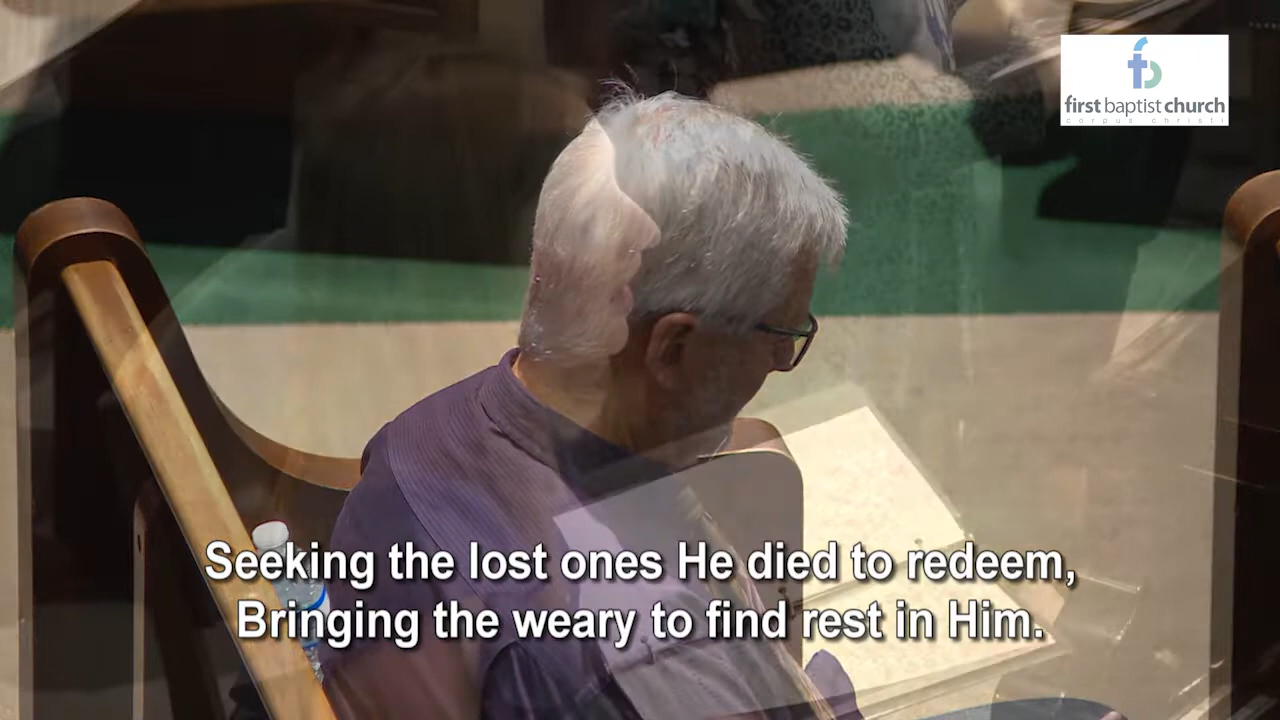 first baptist church
corpus christi
Seeking the lost ones He died to redeem,
Bringing the weary to find rest in Him.